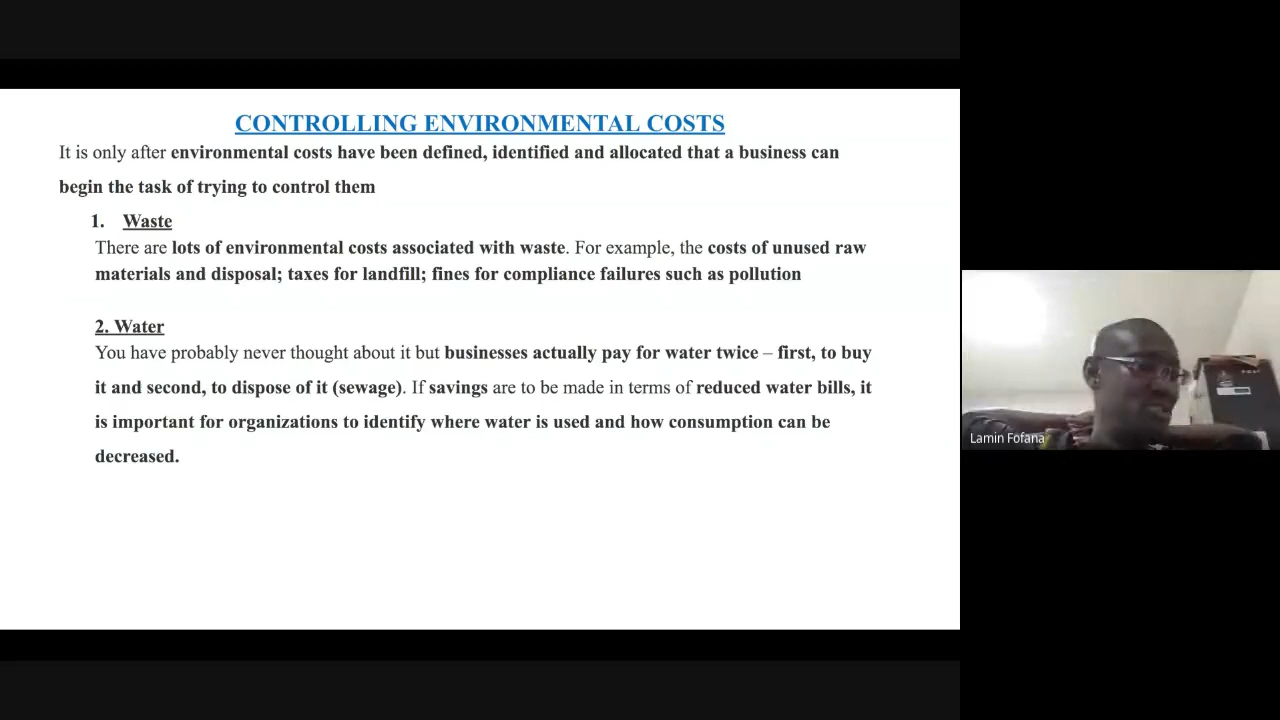 CONTROLLING ENVIRONMENTAL COSTS
It is only after environmental costs have been defined, identified and allocated that a business can
begin the task of trying to control them
1. Waste
There are lots of environmental costs associated with waste. For example, the costs of unused raw
materials and disposal; taxes for landfill; fines for compliance failures such as pollution
2. Water
You have probably never thought about it but businesses actually pay for water twice – first, to buy
it and second, to dispose of it (sewage). If savings are to be made in terms of reduced water bills, it
is important for organizations to identify where water is used and how consumption can be
decreased.
Lamin Fofana